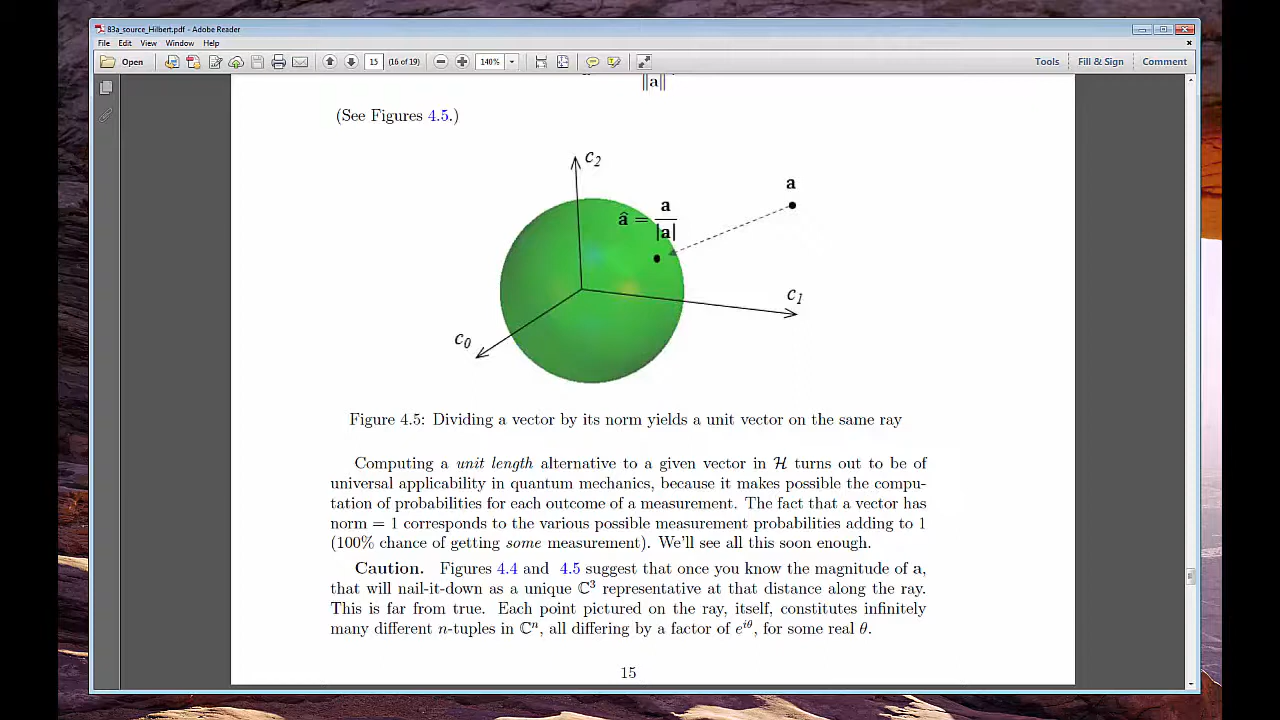 83a_source_Hilbert.pdf - Adobe Reader
File Edit View Window Help
Open 15 (16 of 19) 140% Tools Fill & Sign Comment
‖a‖
(See Figures 4.5.)
c2
a
â = a
|a|
c1
c0
Figure 4.5: Dividing a vector by its norm yields a unit vector on the same ray
Computing a unit length alternative to a given vector in ℋ turns out to be of
universal applicability in quantum mechanics, because it makes possible the compu-
tation of probabilities for each outcome of a measurement. The fact that a vector has
norm = 1 corresponds to the various possible measurement probabilities adding to 1
(100% chance of getting some measurement). We'll see all this soon enough.
Caution. Figures 4.4 and 4.5 suggest that once you know the magnitude of a,
that will nail-it-down as a unique ℂ³ representative at that distance along the ray.
This is far from true. Each point pictured on the ray, itself, constitutes infinitely
many different n-tuples in ℂⁿ, all differing by a factor of e^{iθ}, for some real θ.
15